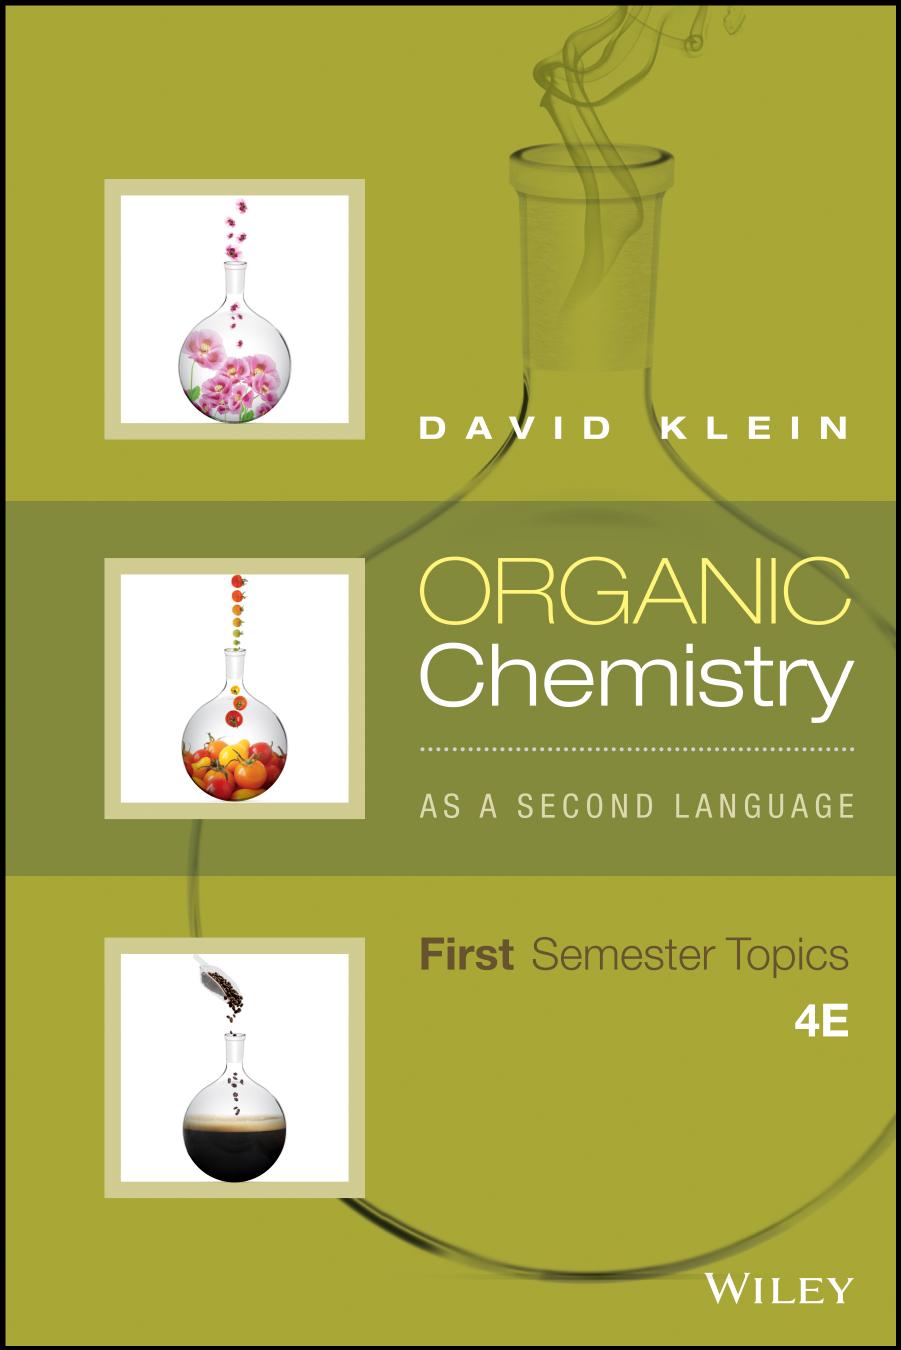 DAVID KLEIN
ORGANIC
Chemistry
AS A SECOND LANGUAGE
First Semester Topics
4E
WILEY